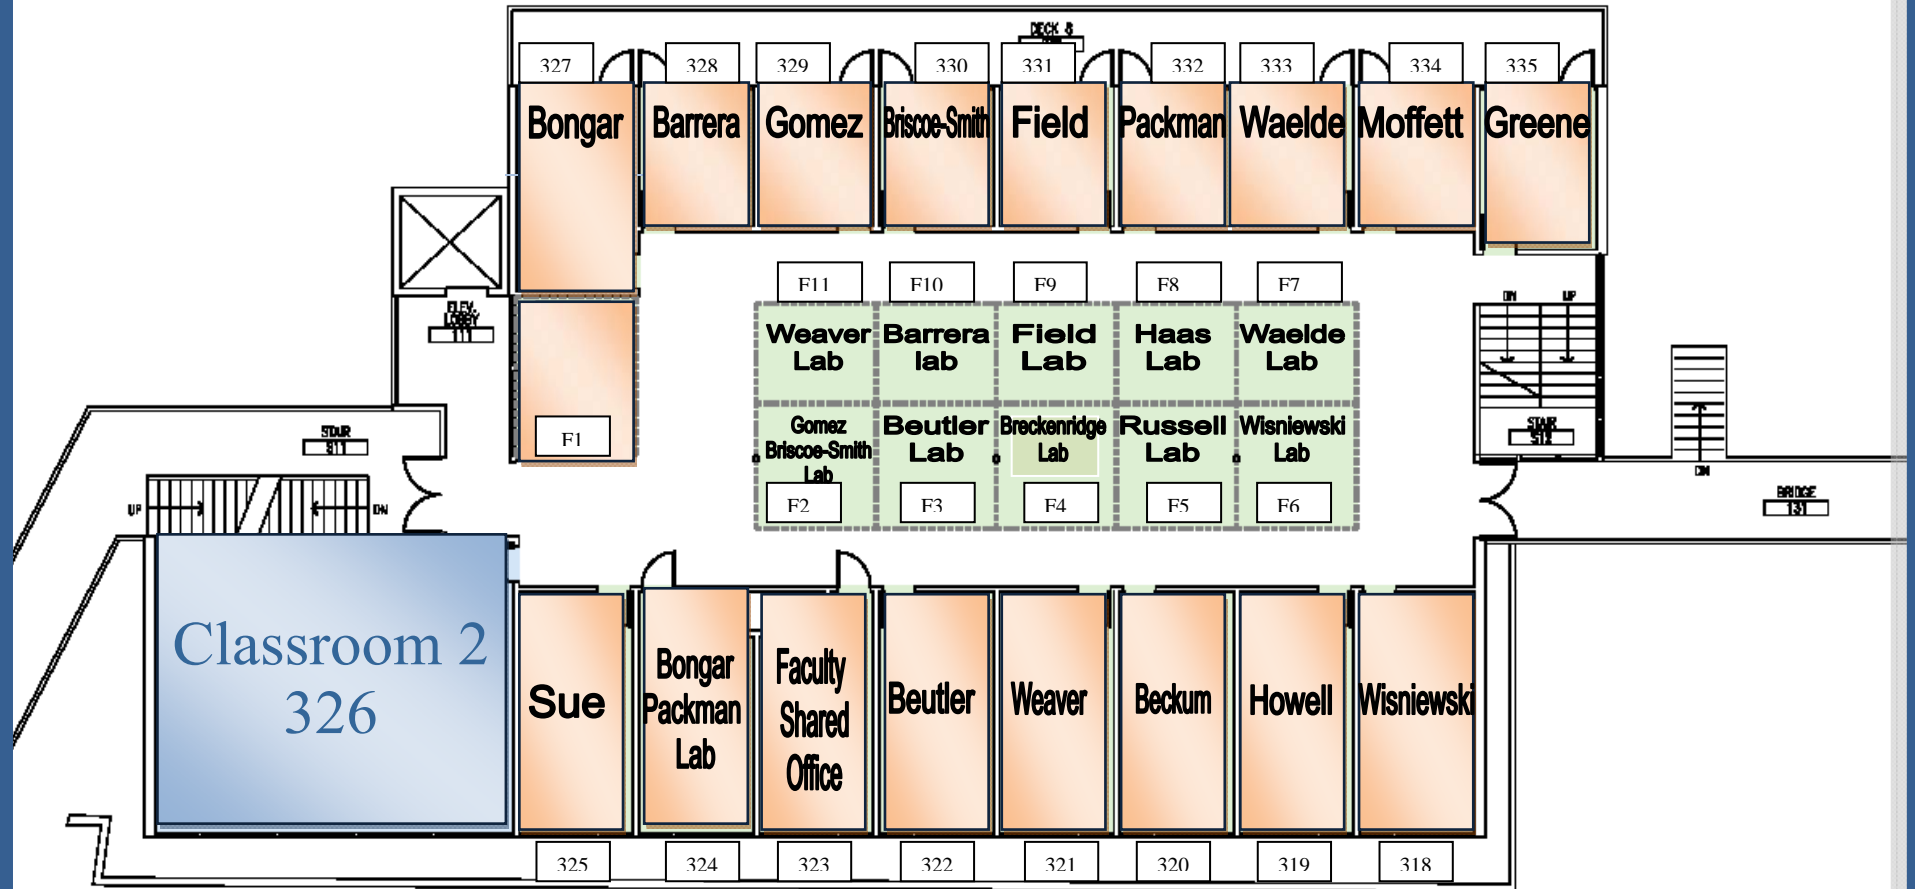 DECK 8
327
328
329
330
331
332
333
334
335
Bongar
Barrera
Gomez
Briscoe-Smith
Field
Packman
Waelde
Moffett
Greene
F11
F10
F9
F8
F7
ELEV.
LOBBY
111
DN
UP
Weaver
Lab
Barrera
lab
Field
Lab
Haas
Lab
Waelde
Lab
F1
STAIR
911
Gomez
Briscoe-Smith
Lab
Beutler
Lab
Breckenridge
Lab
Russell
Lab
Wisniewski
Lab
STAIR
912
DN
F2
F3
F4
F5
F6
UP
DN
BRIDGE
131
Classroom 2
326
Sue
Bongar
Packman
Lab
Faculty
Shared
Office
Beutler
Weaver
Beckum
Howell
Wisniewski
325
324
323
322
321
320
319
318